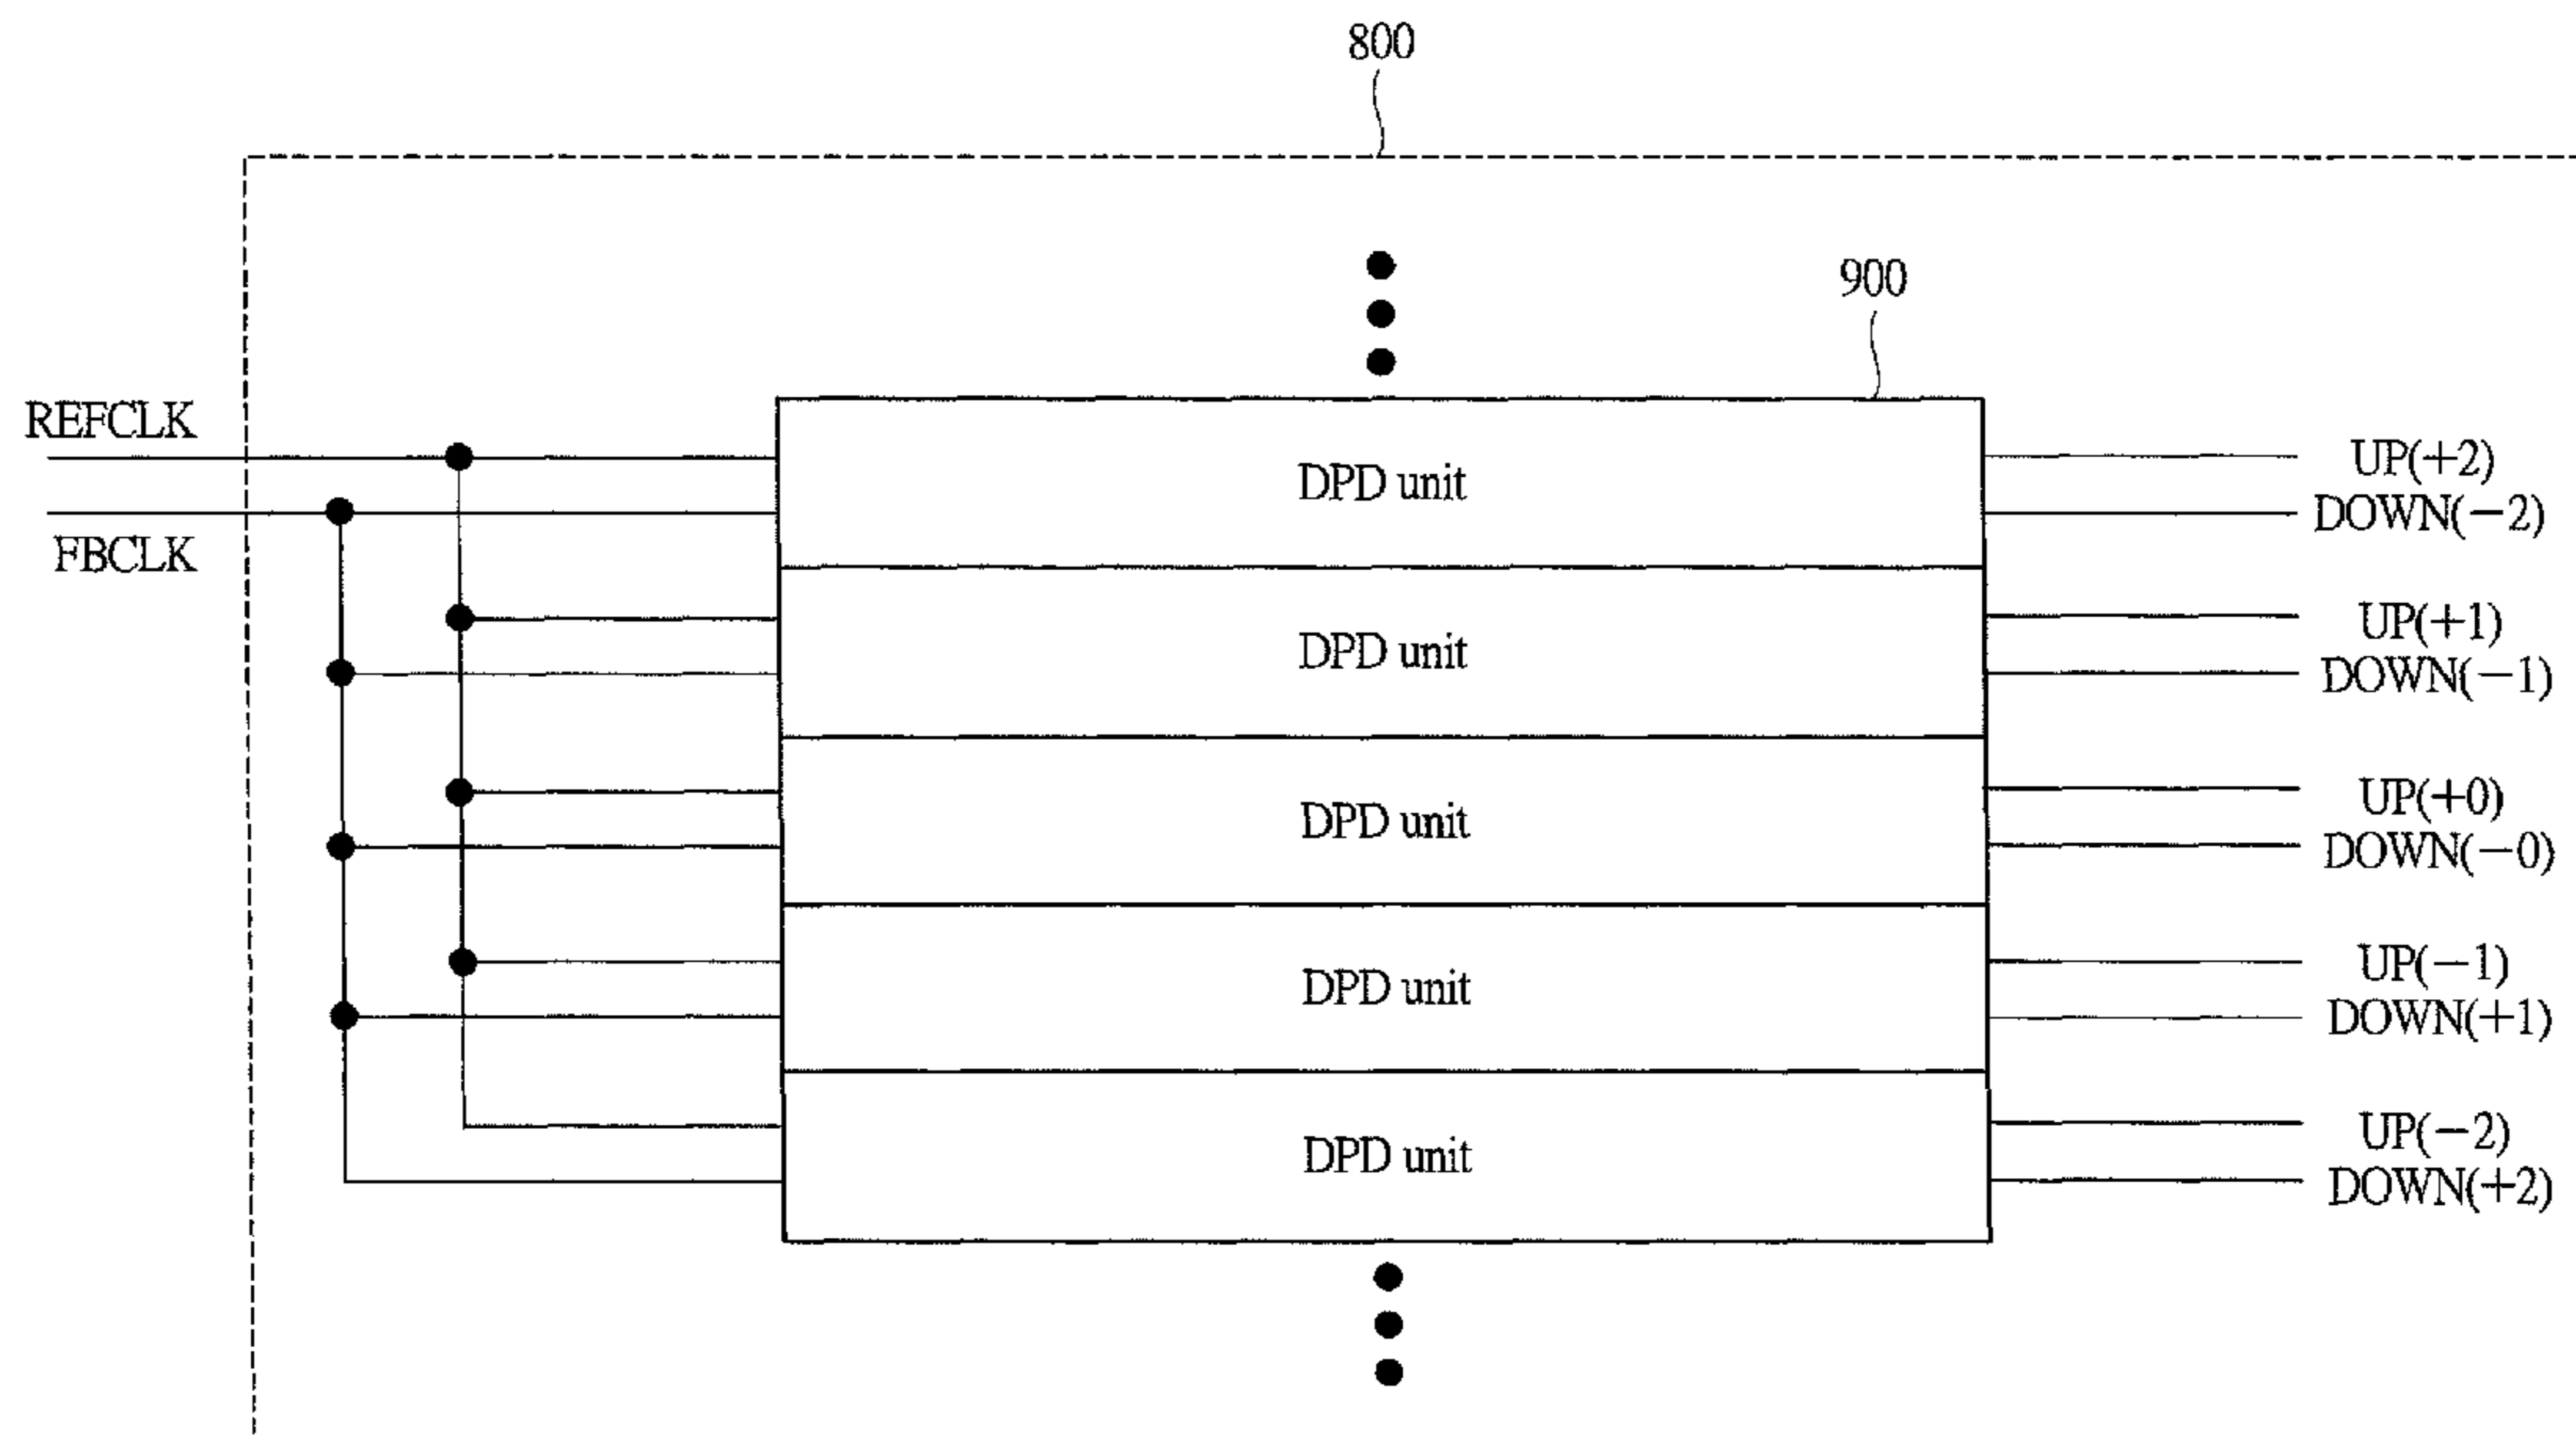 800
900
REFCLK
FBCLK
DPD unit
UP(+2)
DOWN(−2)
DPD unit
UP(+1)
DOWN(−1)
DPD unit
UP(+0)
DOWN(−0)
DPD unit
UP(−1)
DOWN(+1)
DPD unit
UP(−2)
DOWN(+2)